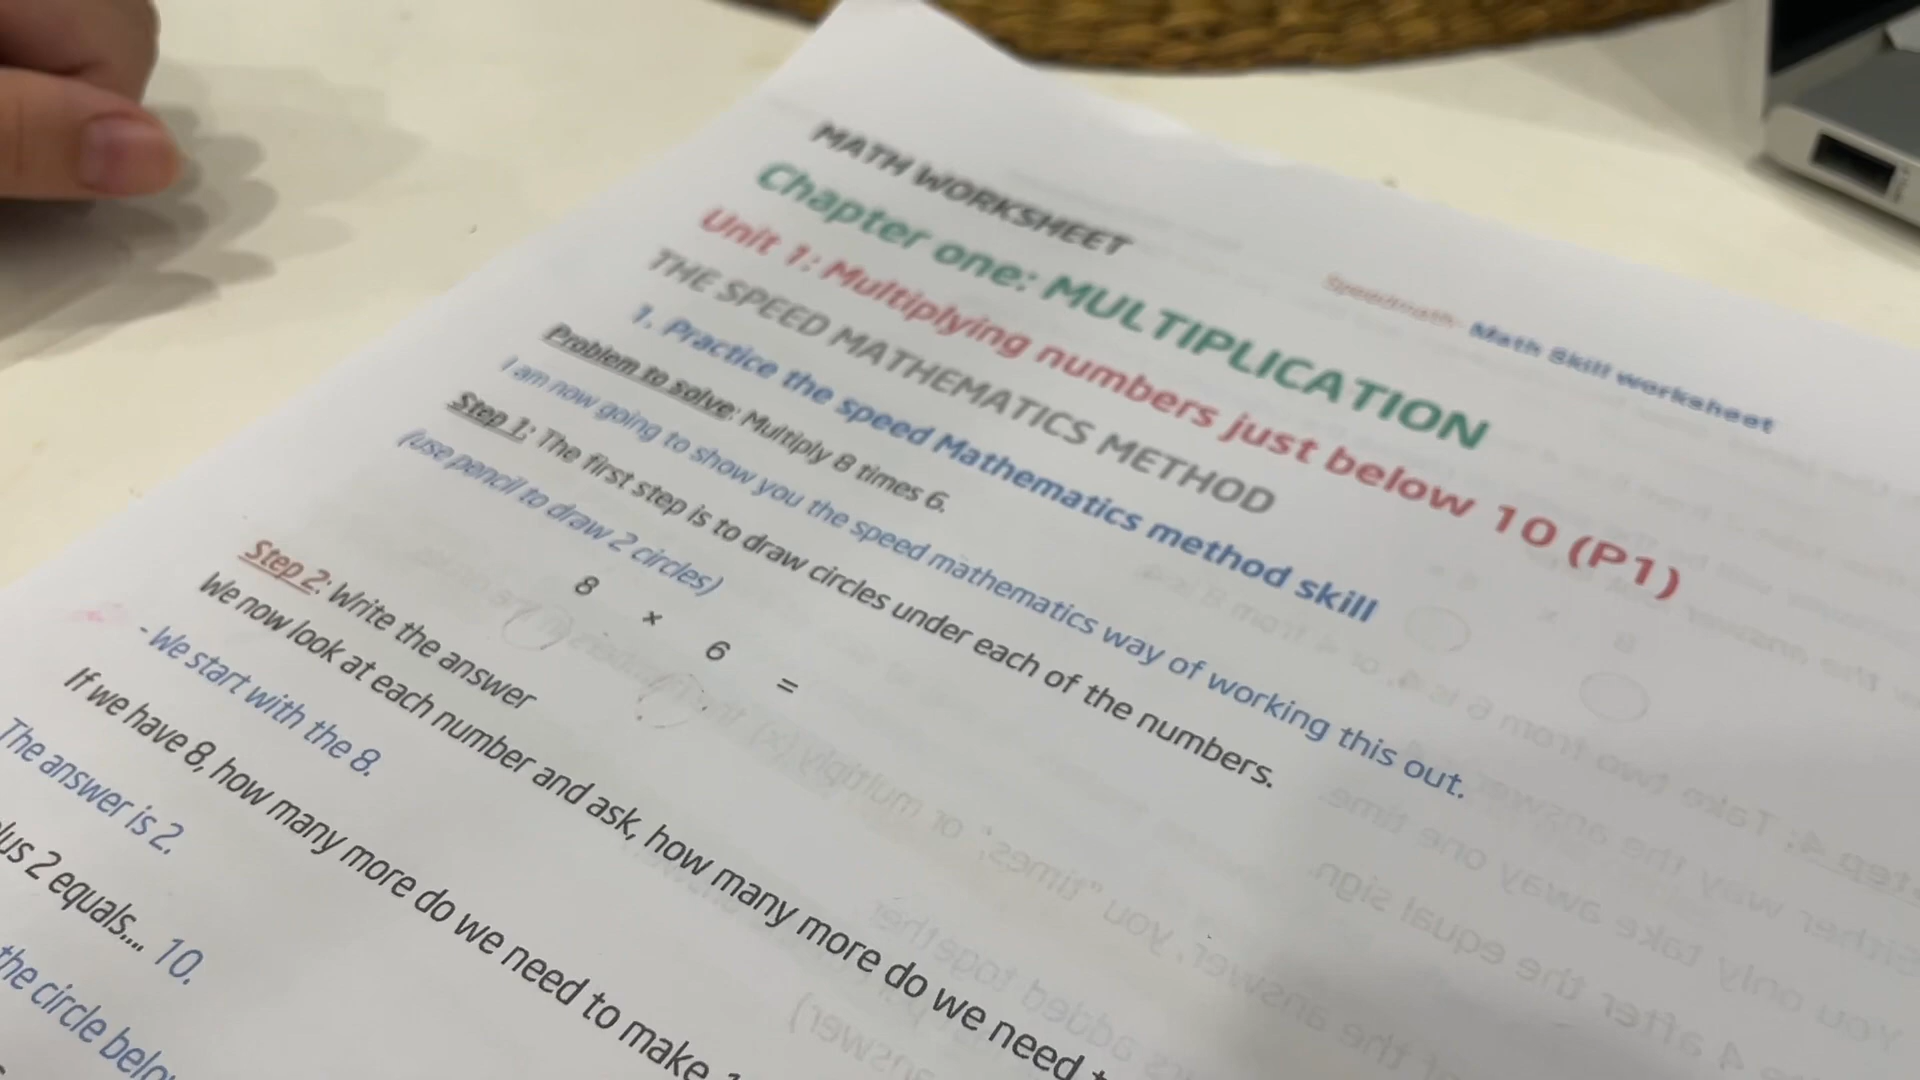 MATH WORKSHEET
Speedmath- Math Skill worksheet
Chapter one: MULTIPLICATION
Unit 1: Multiplying numbers just below 10 (P1)
THE SPEED MATHEMATICS METHOD
1. Practice the speed Mathematics method skill
Problem to solve: Multiply 8 times 6.
I am now going to show you the speed mathematics way of working this out.
Step 1: The first step is to draw circles under each of the numbers.
(use pencil to draw 2 circles)
8 × 6 =
Step 2: Write the answer
We now look at each number and ask, how many more do we need
- We start with the 8.
If we have 8, how many more do we need to make
The answer is 2.
2 equals.... 10.
the circle